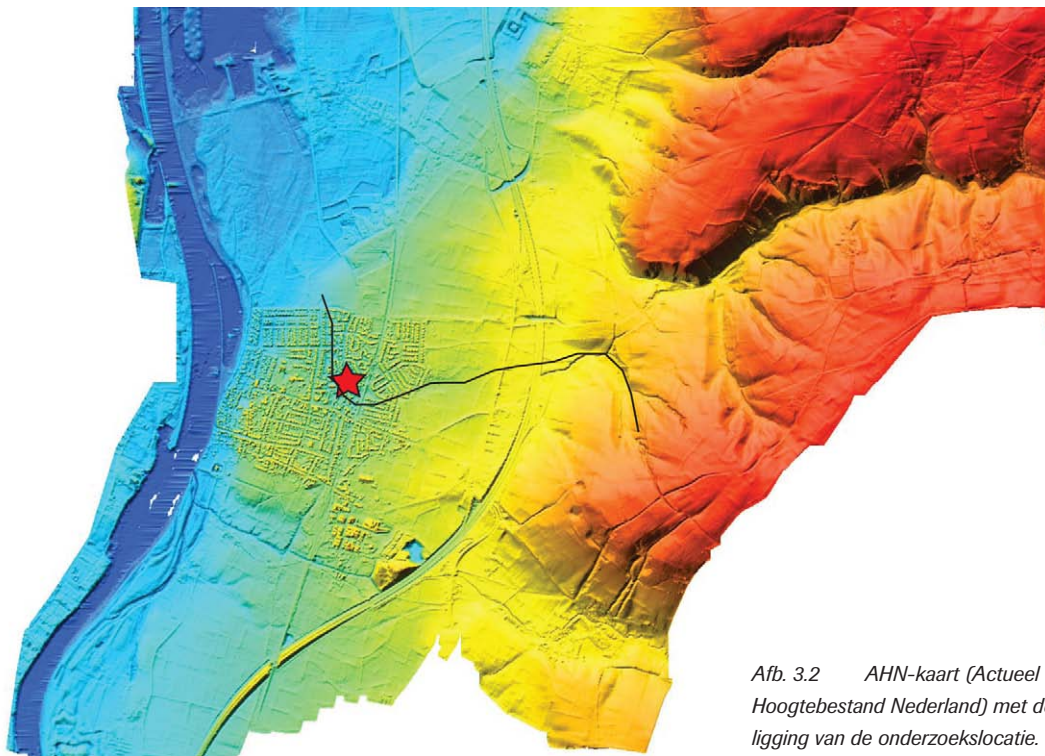 Afb. 3.2 AHN-kaart (Actueel
Hoogtebestand Nederland) met de
ligging van de onderzoekslocatie.